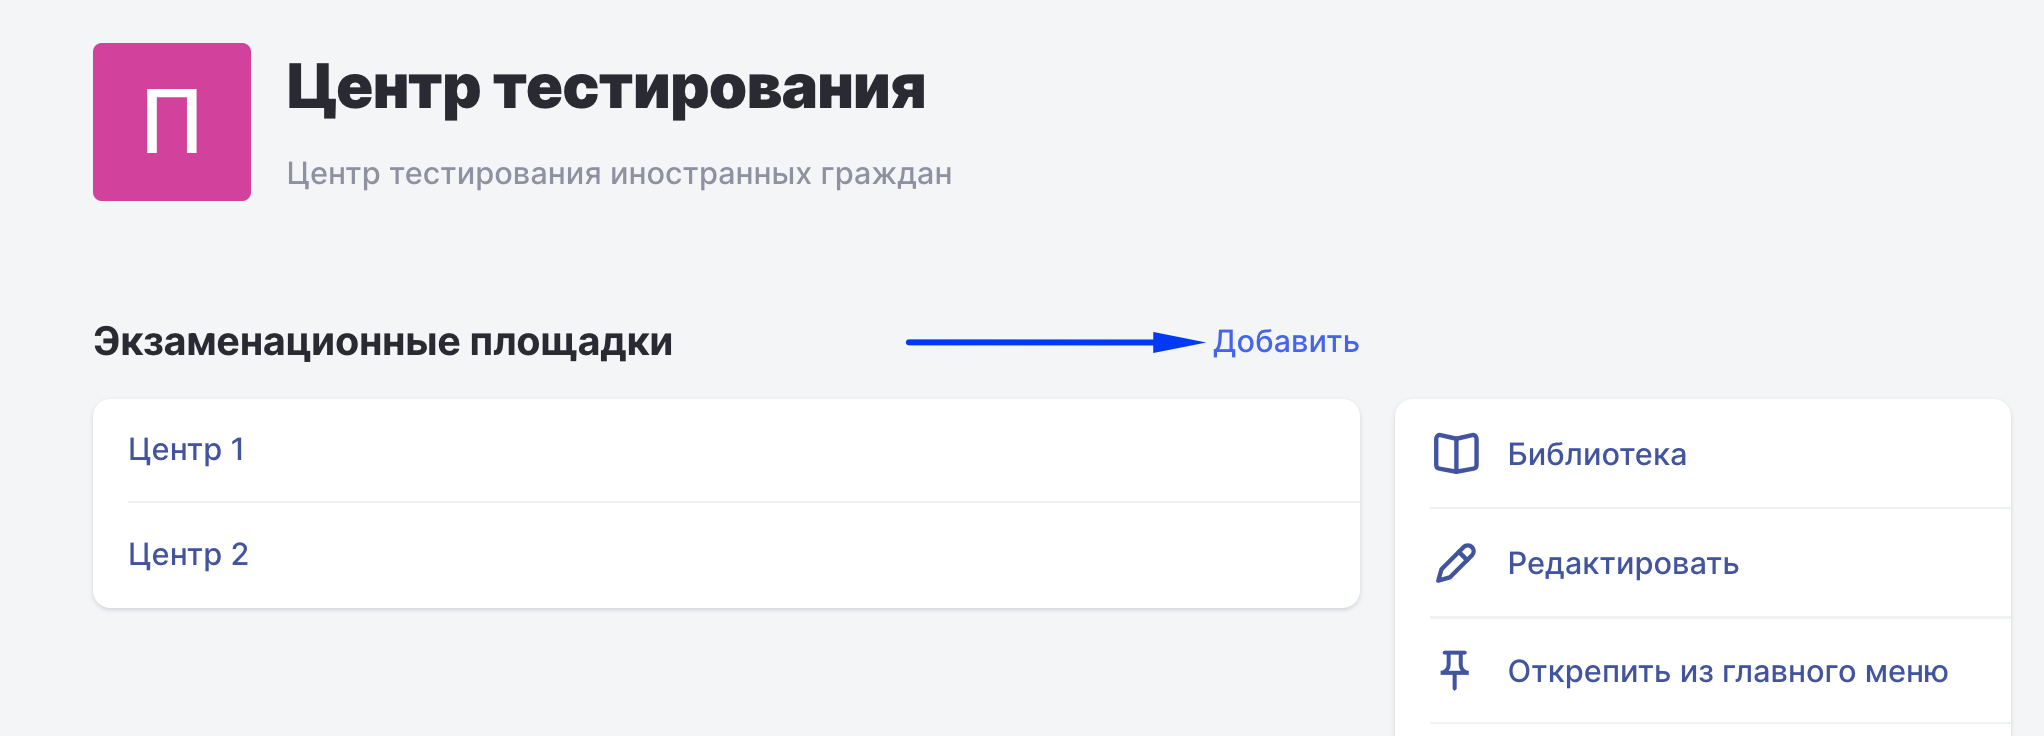 П
Центр тестирования
Центр тестирования иностранных граждан
Экзаменационные площадки
Добавить
Центр 1
Центр 2
Библиотека
Редактировать
Открепить из главного меню